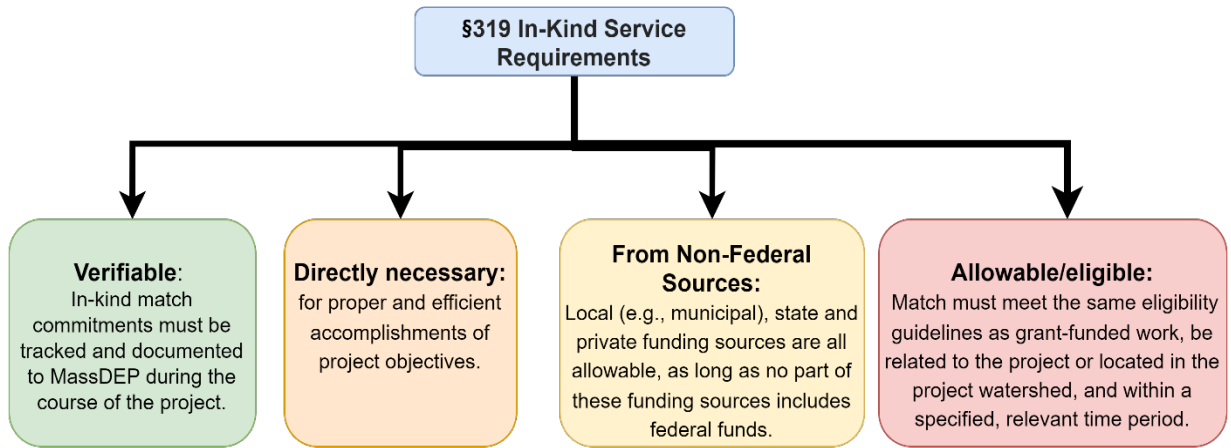 §319 In-Kind Service
Requirements
Verifiable:
In-kind match
commitments must be
tracked and documented
to MassDEP during the
course of the project.
Directly necessary:
for proper and efficient
accomplishments of
project objectives.
From Non-Federal
Sources:
Local (e.g., municipal), state and
private funding sources are all
allowable, as long as no part of
these funding sources includes
federal funds.
Allowable/eligible:
Match must meet the same eligibility
guidelines as grant-funded work, be
related to the project or located in the
project watershed, and within a
specified, relevant time period.